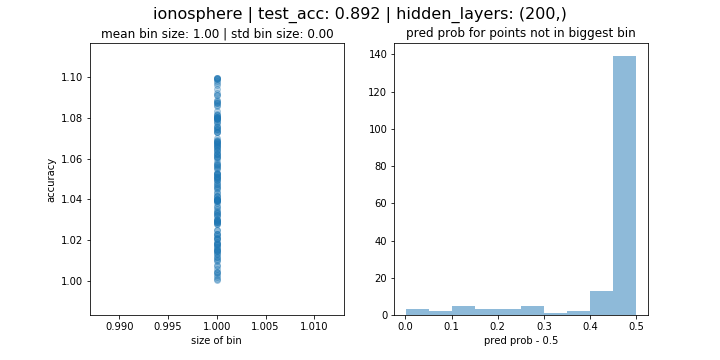 ionosphere | test_acc: 0.892 | hidden_layers: (200,)
mean bin size: 1.00 | std bin size: 0.00
accuracy
1.10
1.08
1.06
1.04
1.02
1.00
0.990 0.995 1.000 1.005 1.010
size of bin
pred prob for points not in biggest bin
140
120
100
80
60
40
20
0
0.0 0.1 0.2 0.3 0.4 0.5
pred prob - 0.5